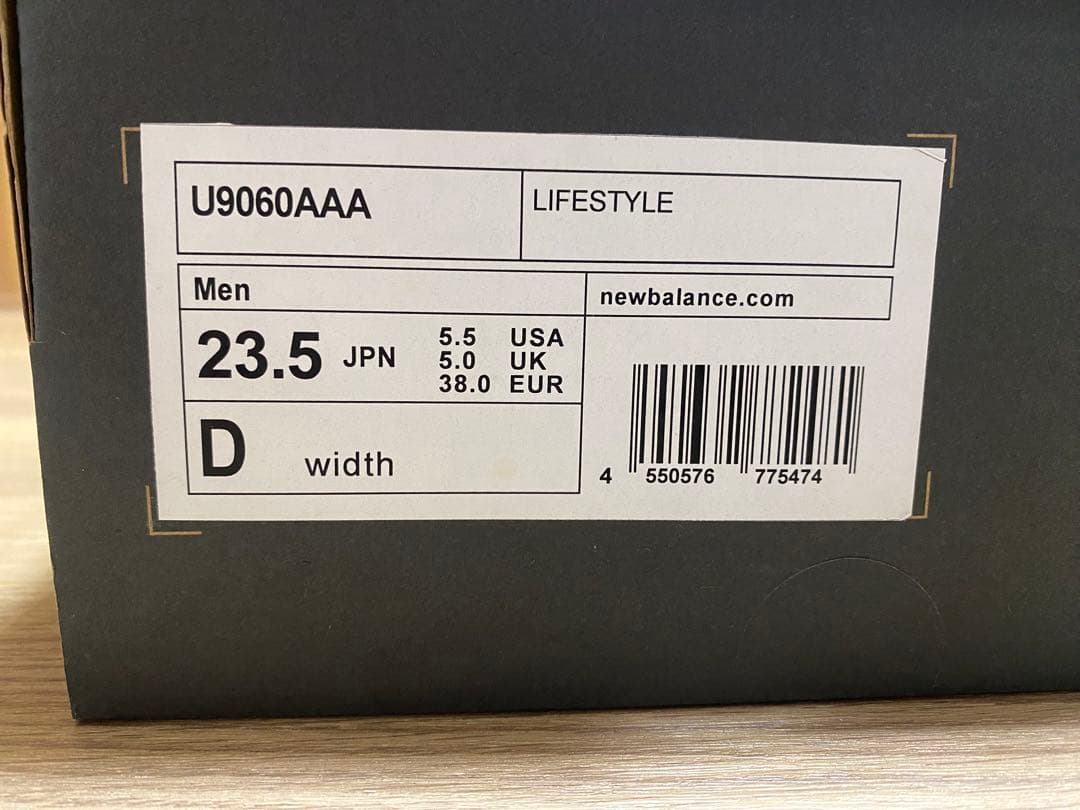 U9060AAA
LIFESTYLE
Men
newbalance.com
23.5 JPN
5.5 USA
5.0 UK
38.0 EUR
D width
4 550576 775474